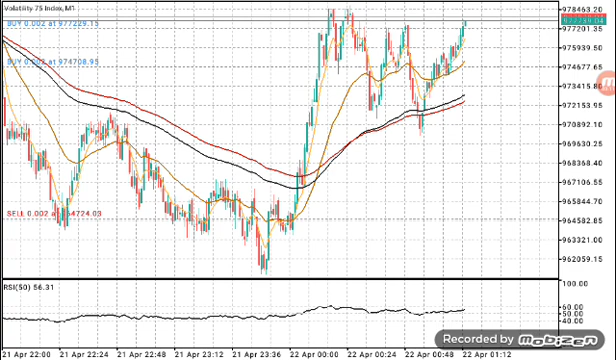 Volatility 75 Index,M1
BUY 0.002 at 977229.15
BUY 0.002 at 974708.95
SELL 0.002 at 964724.03
978463.20
977201.35
975939.50
974677.65
973415.80
972153.95
970892.10
969630.25
968368.40
967106.55
965844.70
964582.85
963321.00
962059.15
RSI(50) 56.31
100.00
60.00
50.00
40.00
0.00
21 Apr 22:00
21 Apr 22:24
21 Apr 22:48
21 Apr 23:12
21 Apr 23:36
22 Apr 00:00
22 Apr 00:24
22 Apr 00:48
22 Apr 01:12
Recorded by
MOBIZEN